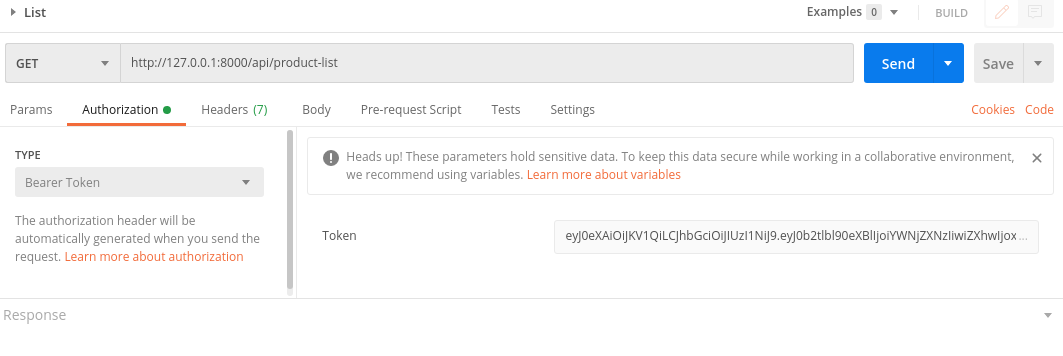 List
Examples 0 BUILD
GET http://127.0.0.1:8000/api/product-list Send Save
Params Authorization Headers (7) Body Pre-request Script Tests Settings Cookies Code
TYPE
Bearer Token
The authorization header will be
automatically generated when you send the
request. Learn more about authorization
Heads up! These parameters hold sensitive data. To keep this data secure while working in a collaborative environment,
we recommend using variables. Learn more about variables
Token eyJ0eXAiOiJKV1QiLCJhbGciOiJIUzI1NiJ9.eyJ0b2tlbl90eXBlIjoiYWNjZXNzIiwiZXhwIjox...
Response